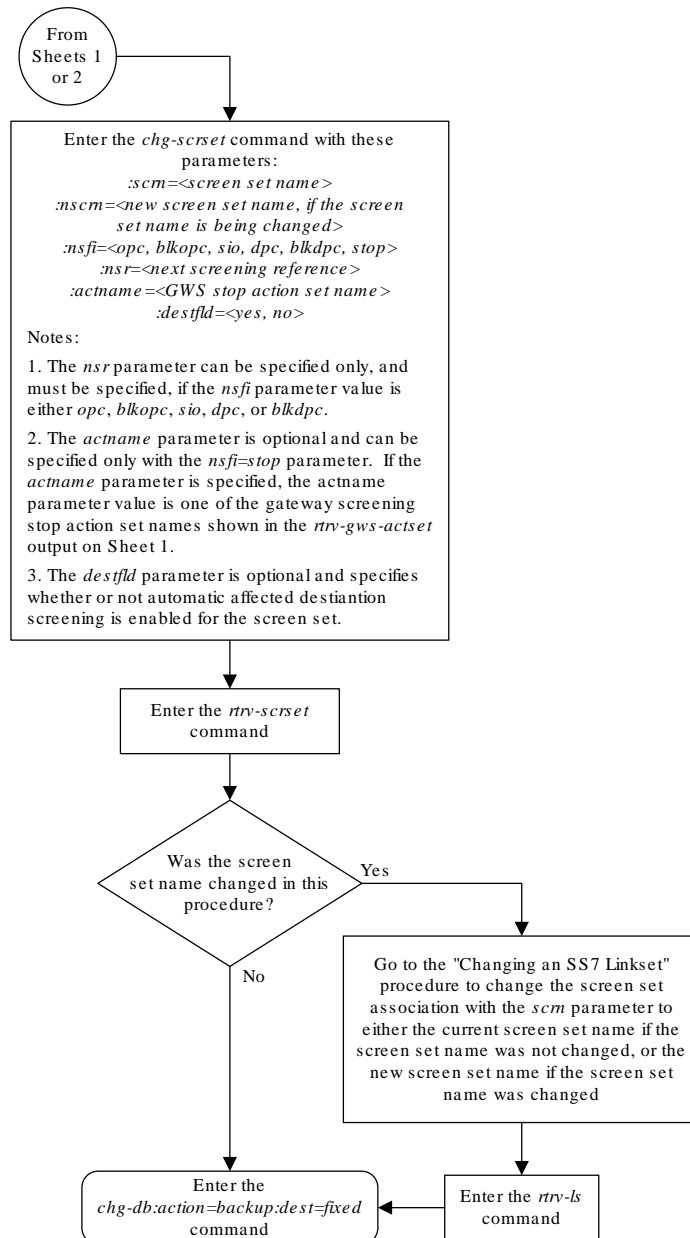 From
Sheets 1
or 2
Enter the chg-scrset command with these
parameters:
:scrn=<screen set name>
:nscrn=<new screen set name, if the screen
set name is being changed>
:nsfi=<opc, blkopc, sio, dpc, blkdpc, stop>
:nsr=<next screening reference>
:actname=<GWS stop action set name>
:destfld=<yes, no>
Notes:
1. The nsr parameter can be specified only, and
must be specified, if the nsfi parameter value is
either opc, blkopc, sio, dpc, or blkdpc.
2. The actname parameter is optional and can be
specified only with the nsfi=stop parameter. If the
actname parameter is specified, the actname
parameter value is one of the gateway screening
stop action set names shown in the rtrv-gws-actset
output on Sheet 1.
3. The destfld parameter is optional and specifies
whether or not automatic affected destiantion
screening is enabled for the screen set.
Enter the rtrv-scrset
command
Was the screen
set name changed in this
procedure?
Yes
No
Go to the "Changing an SS7 Linkset"
procedure to change the screen set
association with the scrn parameter to
either the current screen set name if the
screen set name was not changed, or the
new screen set name if the screen set
name was changed
Enter the rtrv-ls
command
Enter the
chg-db:action=backup:dest=fixed
command